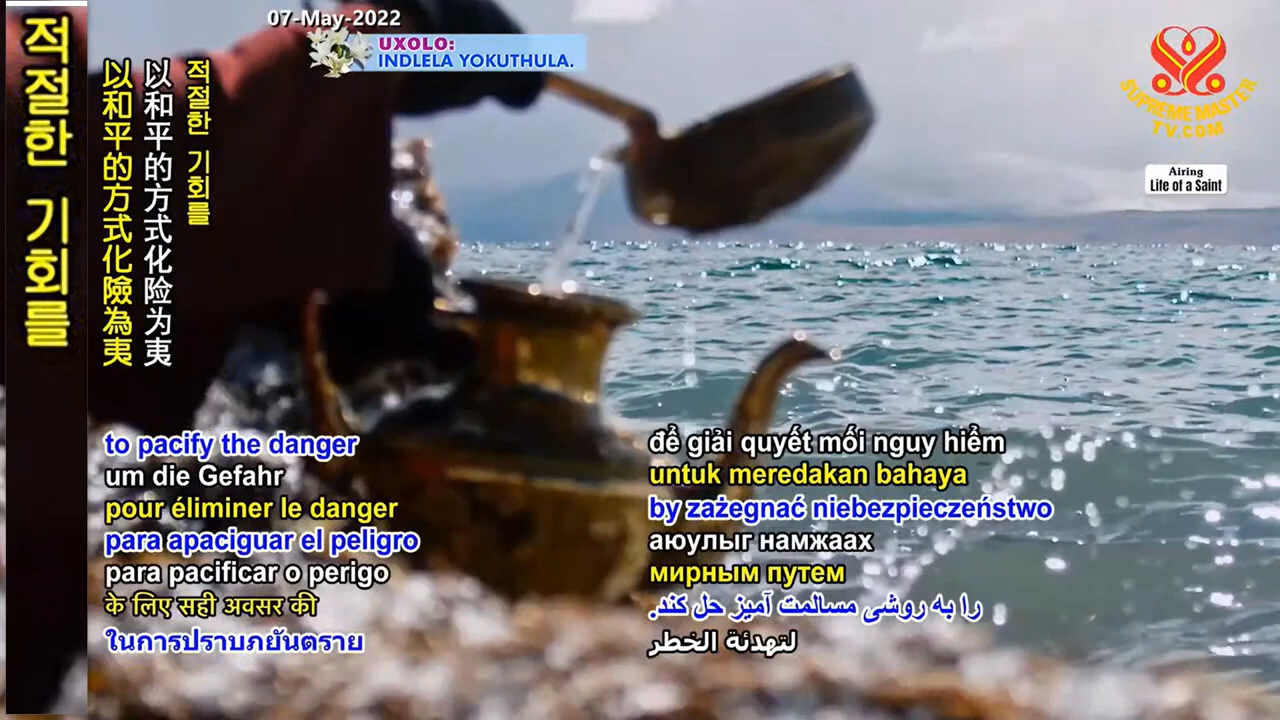 07-May-2022
UXOLO:
INDLELA YOKUTHULA.
SUPREME MASTER
TV.COM
Airing
Life of a Saint
적절한 기회를
以和平的方式化險為夷
以和平的方式化险为夷
적절한 기회를
to pacify the danger
um die Gefahr
pour éliminer le danger
para apaciguar el peligro
para pacificar o perigo
के लिए सही अवसर की
ในการปราบภยันตราย
để giải quyết mối nguy hiểm
untuk meredakan bahaya
by zażegnać niebezpieczeństwo
аюулыг намжаах
мирным путем
را به روشی مسالمت آمیز حل کند.
لتهدئة الخطر